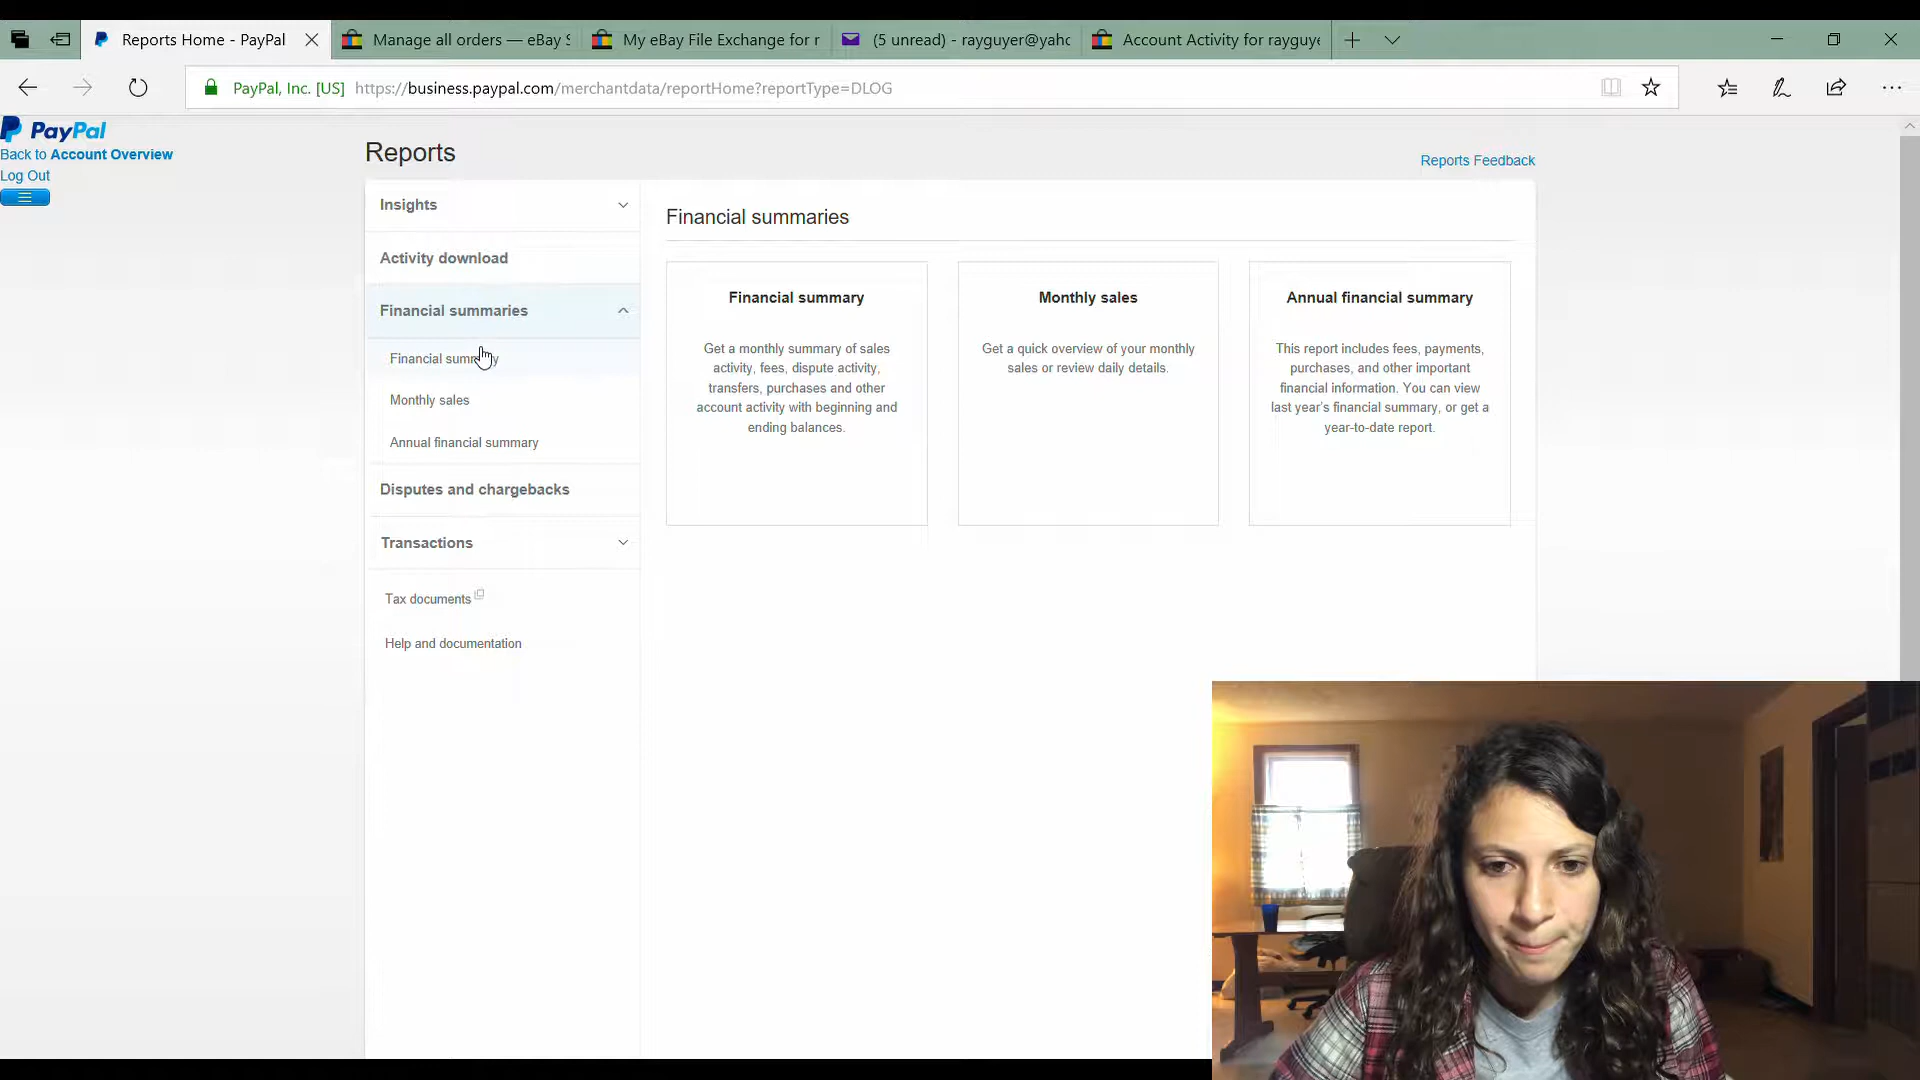 Reports Home - PayPal
Manage all orders — eBay S
My eBay File Exchange for r
(5 unread) - rayguyer@yaho
Account Activity for rayguye
PayPal, Inc. [US]
https://business.paypal.com/merchantdata/reportHome?reportType=DLOG
PayPal
Back to Account Overview
Log Out
Reports
Reports Feedback
Insights
Activity download
Financial summaries
Financial summary
Monthly sales
Annual financial summary
Disputes and chargebacks
Transactions
Tax documents
Help and documentation
Financial summaries
Financial summary
Get a monthly summary of sales
activity, fees, dispute activity,
transfers, purchases and other
account activity with beginning and
ending balances.
Monthly sales
Get a quick overview of your monthly
sales or review daily details.
Annual financial summary
This report includes fees, payments,
purchases, and other important
financial information. You can view
last year's financial summary, or get a
year-to-date report.